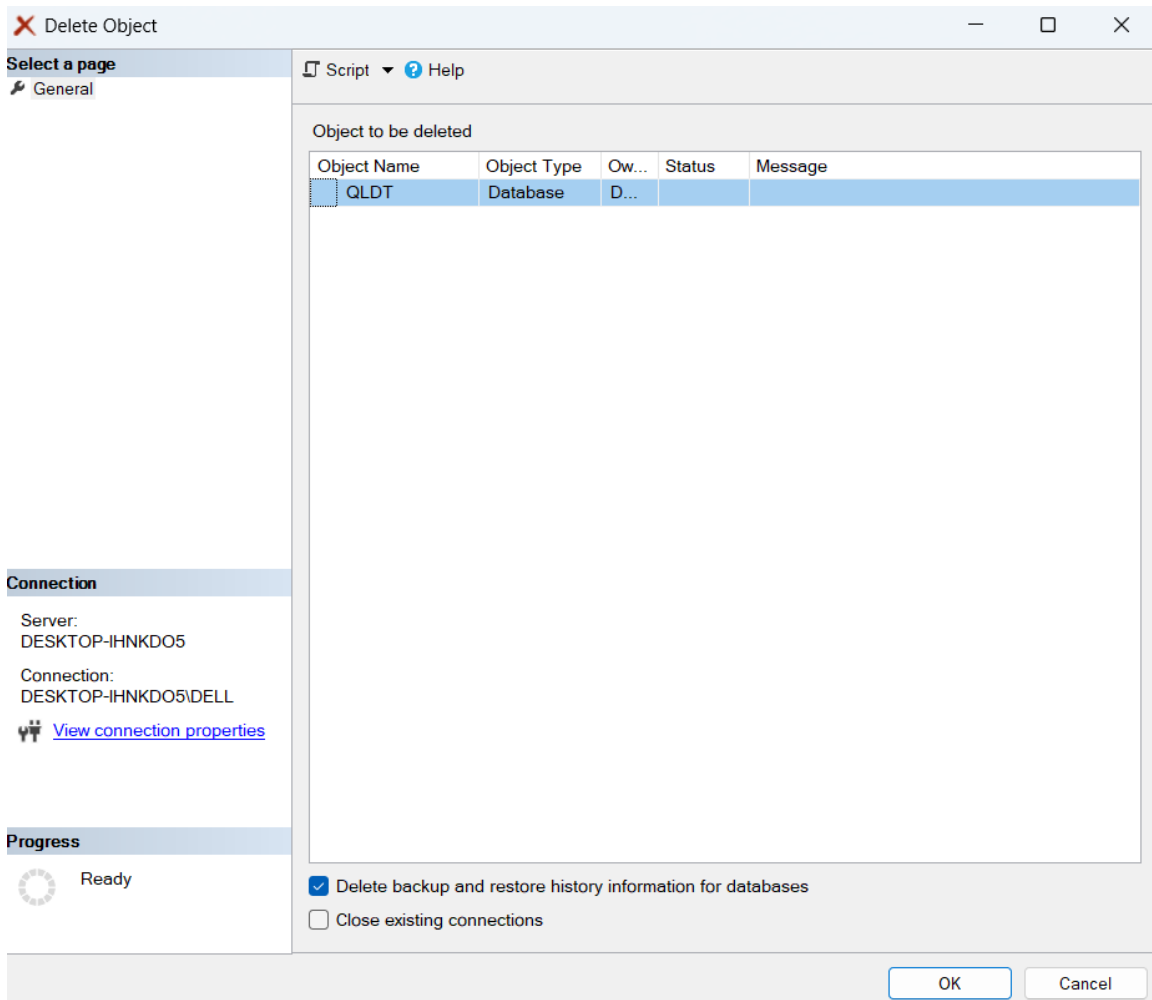 Delete Object
Select a page
General
Script Help
Object to be deleted
Object Name Object Type Ow... Status Message
QLDT Database D...
Connection
Server:
DESKTOP-IHNKDO5
Connection:
DESKTOP-IHNKDO5\DELL
View connection properties
Progress
Ready
Delete backup and restore history information for databases
Close existing connections
OK Cancel